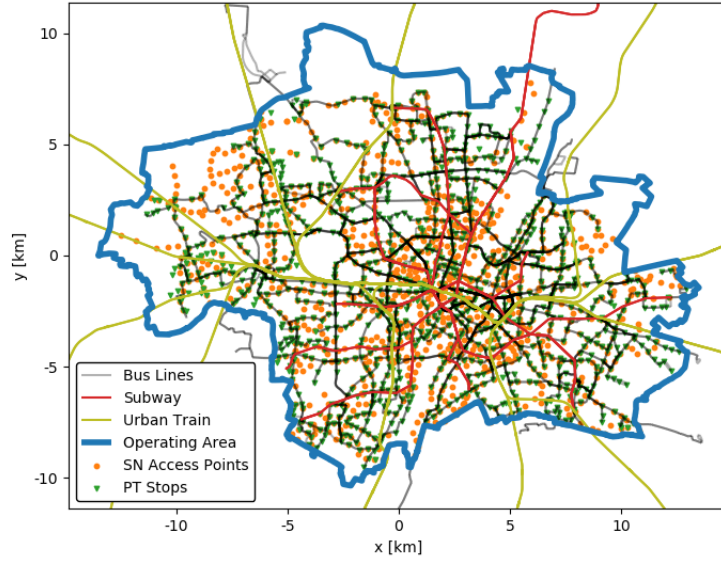 10
5
0
-5
-10
y [km]
Bus Lines
Subway
Urban Train
Operating Area
SN Access Points
PT Stops
-10
-5
0
5
10
x [km]